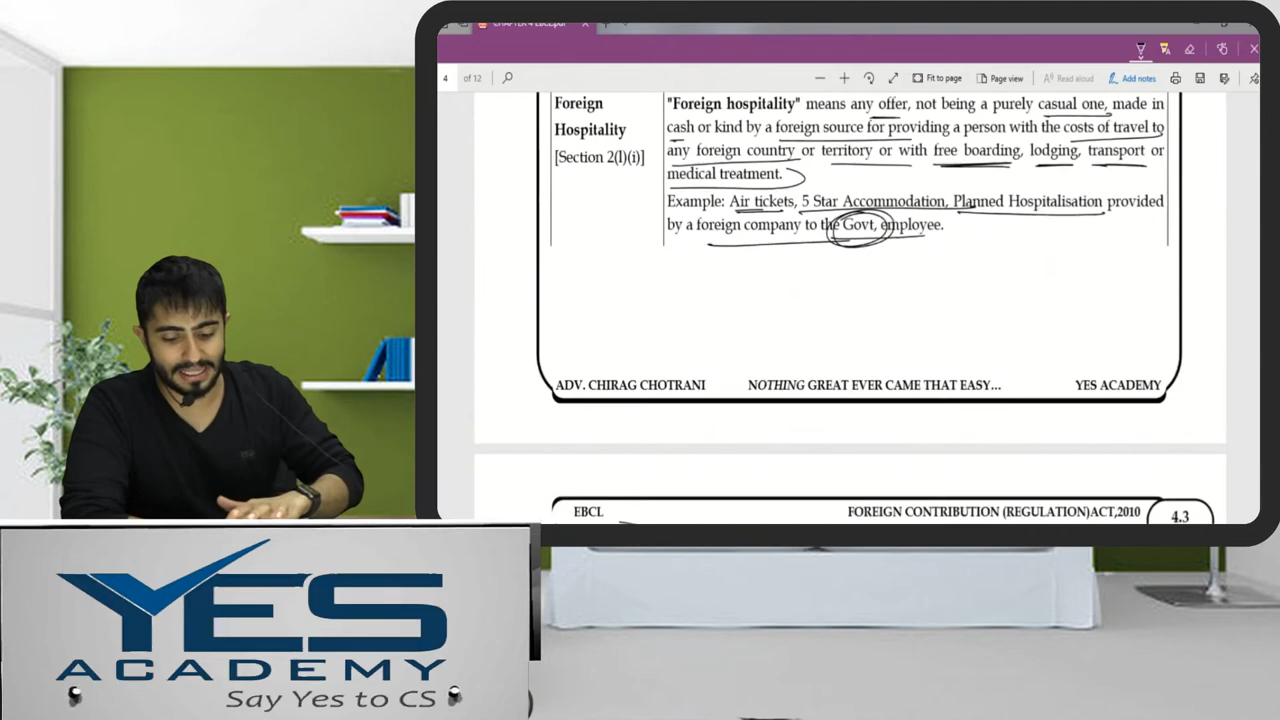 4 of 12
Fit to page
Page view
Read aloud
Add notes
Foreign
Hospitality
[Section 2(l)(i)]
"Foreign hospitality" means any offer, not being a purely casual one, made in
cash or kind by a foreign source for providing a person with the costs of travel to
any foreign country or territory or with free boarding, lodging, transport or
medical treatment.
Example: Air tickets, 5 Star Accommodation, Planned Hospitalisation provided
by a foreign company to the Govt, employee.
ADV. CHIRAG CHOTRANI NOTHING GREAT EVER CAME THAT EASY... YES ACADEMY
EBCL FOREIGN CONTRIBUTION (REGULATION)ACT,2010 4.3
YES
ACADEMY
Say Yes to CS